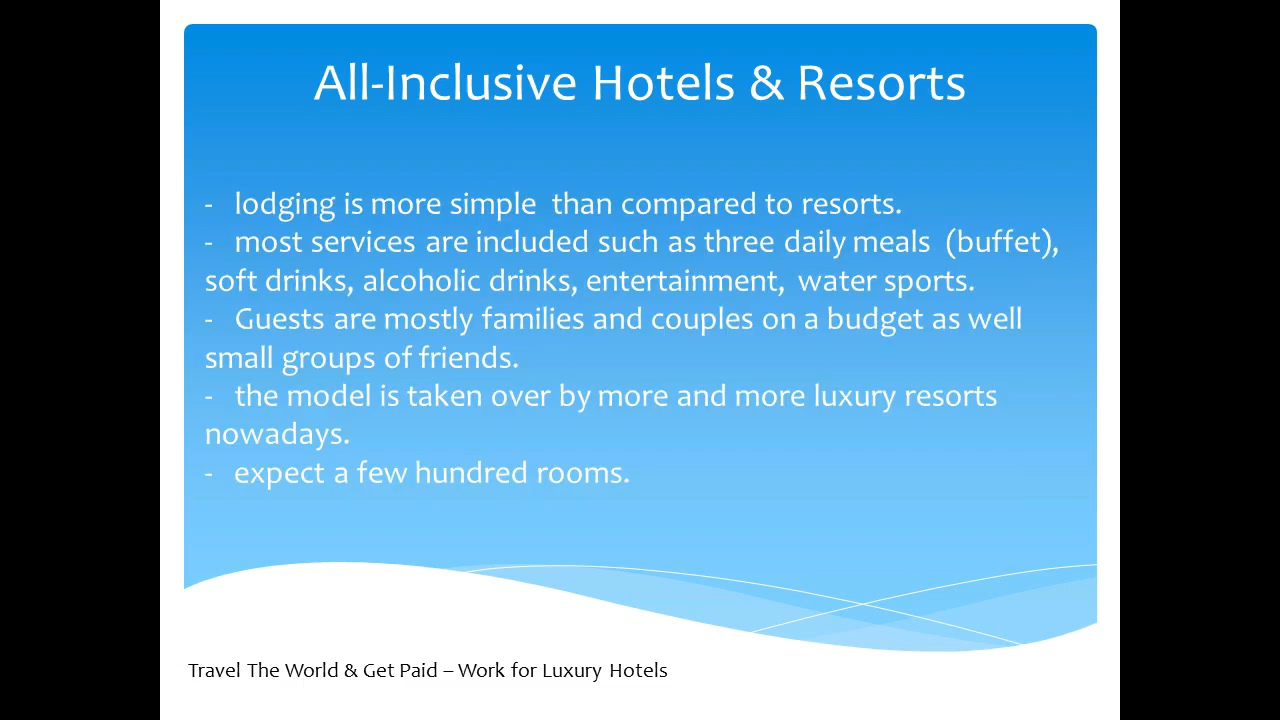 All-Inclusive Hotels & Resorts
- lodging is more simple  than compared to resorts.
- most services are included such as three daily meals  (buffet),
soft drinks, alcoholic drinks, entertainment,  water sports.
- Guests are mostly families and couples on a budget as well
small groups of friends.
- the model is taken over by more and more luxury resorts
nowadays.
- expect a few hundred rooms.
Travel The World & Get Paid – Work for Luxury Hotels